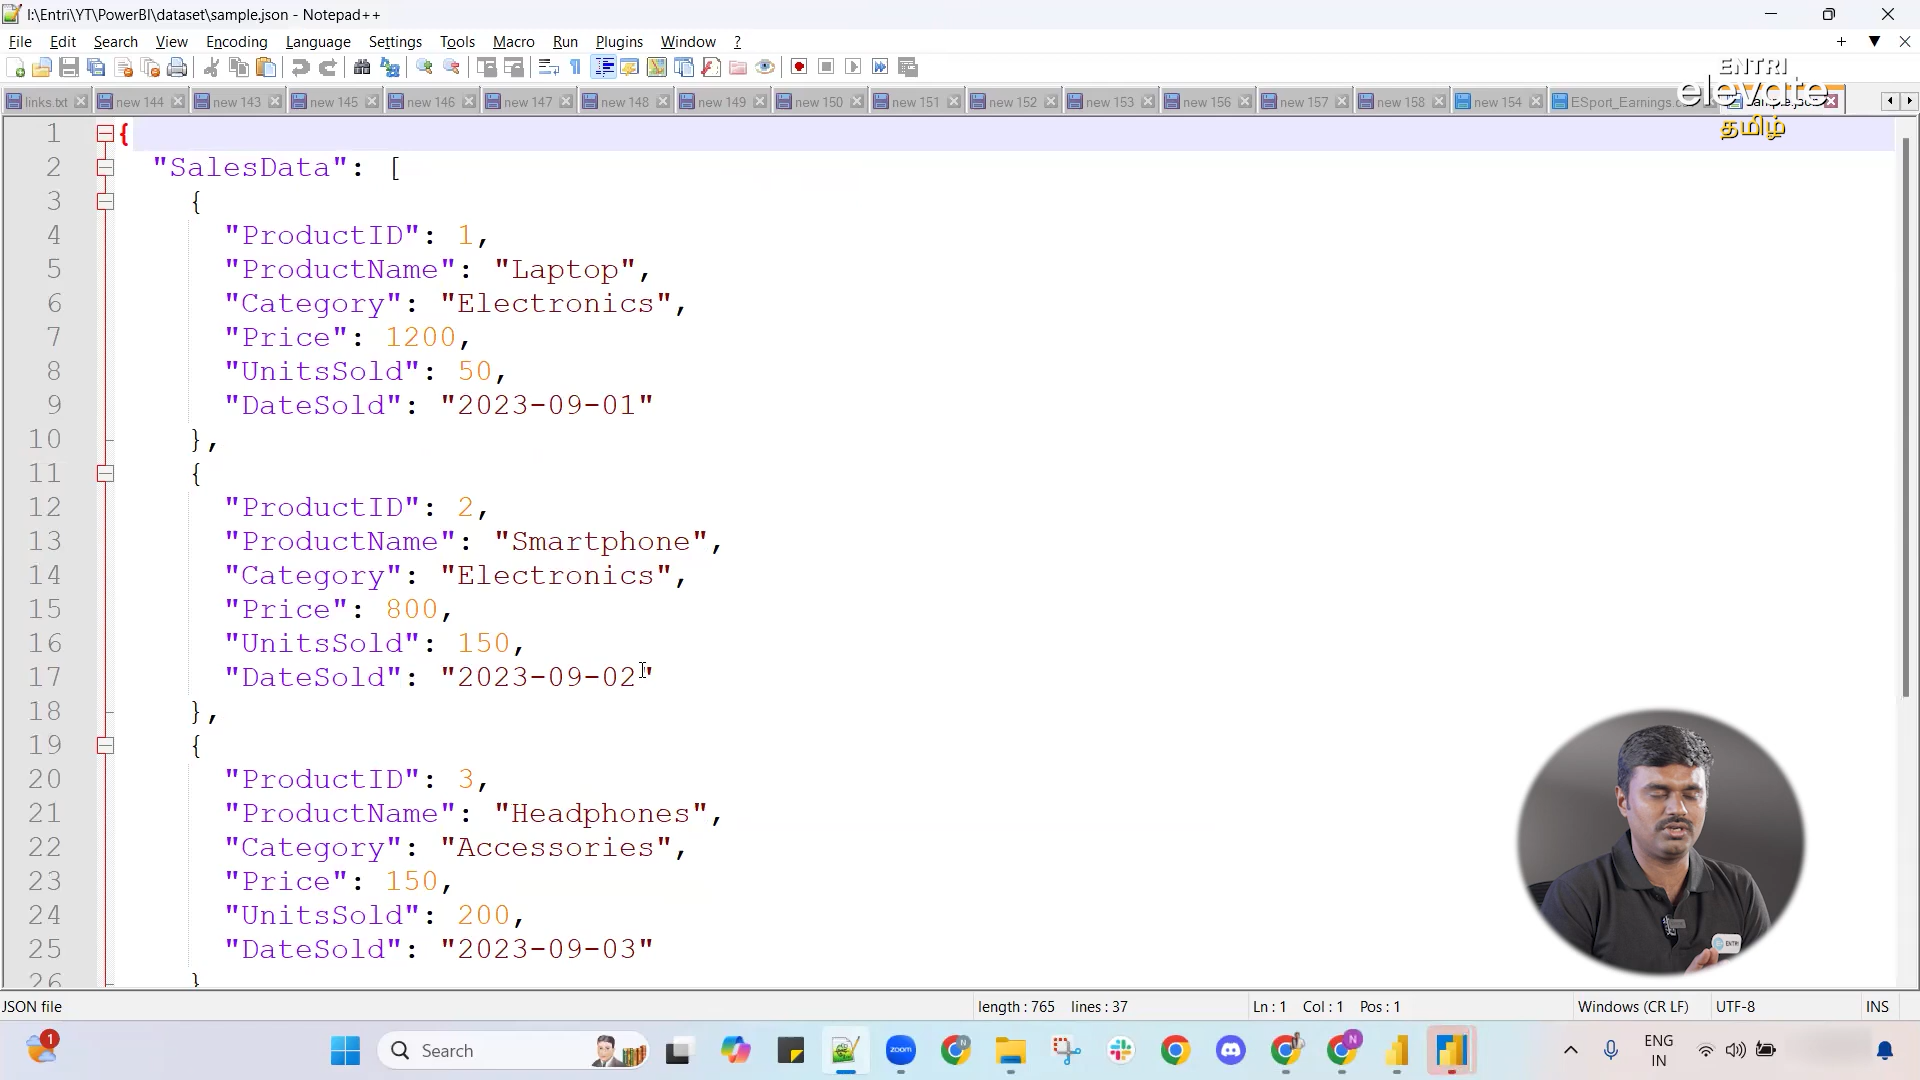 I:\Entri\YT\PowerBI\dataset\sample.json - Notepad++
File Edit Search View Encoding Language Settings Tools Macro Run Plugins Window ?
ENTRI
elevate
தமிழ்
links.txt new 144 new 143 new 145 new 146 new 147 new 148 new 149 new 150 new 151 new 152 new 153 new 156 new 157 new 158 new 154 ESport_Earnings.c
1 {
2 "SalesData": [
3 {
4 "ProductID": 1,
5 "ProductName": "Laptop",
6 "Category": "Electronics",
7 "Price": 1200,
8 "UnitsSold": 50,
9 "DateSold": "2023-09-01"
10 },
11 {
12 "ProductID": 2,
13 "ProductName": "Smartphone",
14 "Category": "Electronics",
15 "Price": 800,
16 "UnitsSold": 150,
17 "DateSold": "2023-09-02"
18 },
19 {
20 "ProductID": 3,
21 "ProductName": "Headphones",
22 "Category": "Accessories",
23 "Price": 150,
24 "UnitsSold": 200,
25 "DateSold": "2023-09-03"
26 }
ENTRI
JSON file length : 765 lines : 37 Ln : 1 Col : 1 Pos : 1 Windows (CR LF) UTF-8 INS
1 Search zoom N N ENG
IN